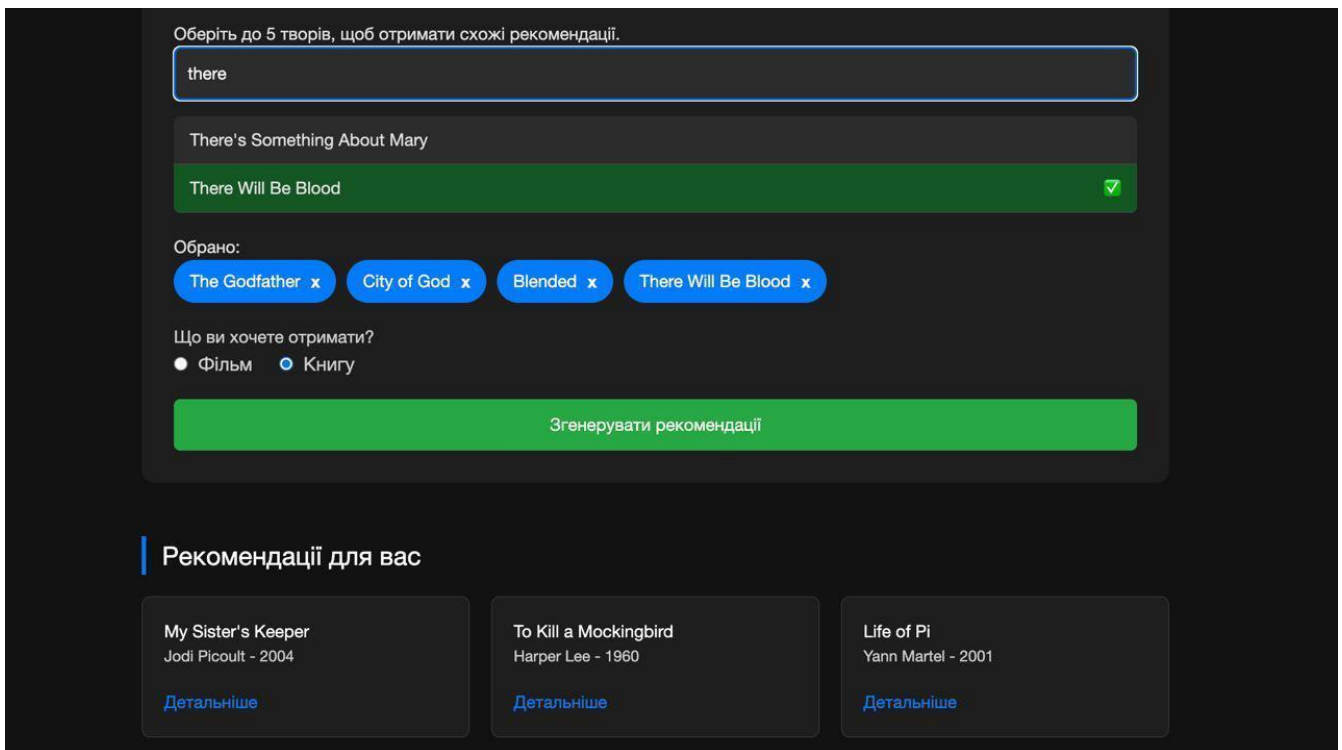 Оберіть до 5 творів, щоб отримати схожі рекомендації.
there
There's Something About Mary
There Will Be Blood
Обрано:
The Godfather x City of God x Blended x There Will Be Blood x
Що ви хочете отримати?
Фільм Книгу
Згенерувати рекомендації
Рекомендації для вас
My Sister's Keeper To Kill a Mockingbird Life of Pi
Jodi Picoult - 2004 Harper Lee - 1960 Yann Martel - 2001
Детальніше Детальніше Детальніше